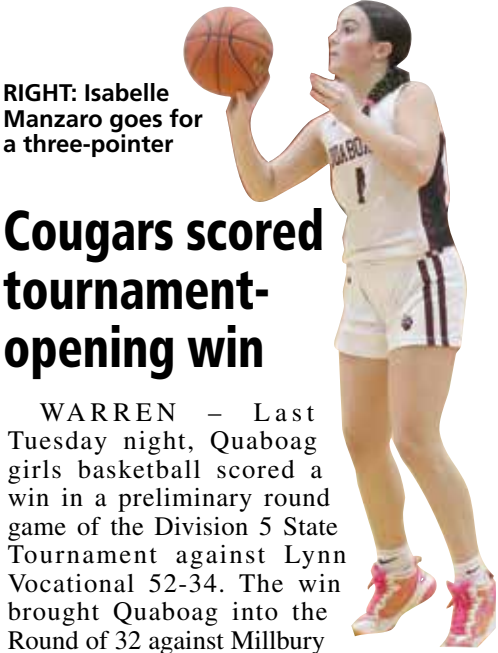 RIGHT: Isabelle
Manzaro goes for
a three-pointer
Cougars scored
tournament-
opening win
WARREN – Last
Tuesday night, Quaboag
girls basketball scored a
win in a preliminary round
game of the Division 5 State
Tournament against Lynn
Vocational 52-34. The win
brought Quaboag into the
Round of 32 against Millbury